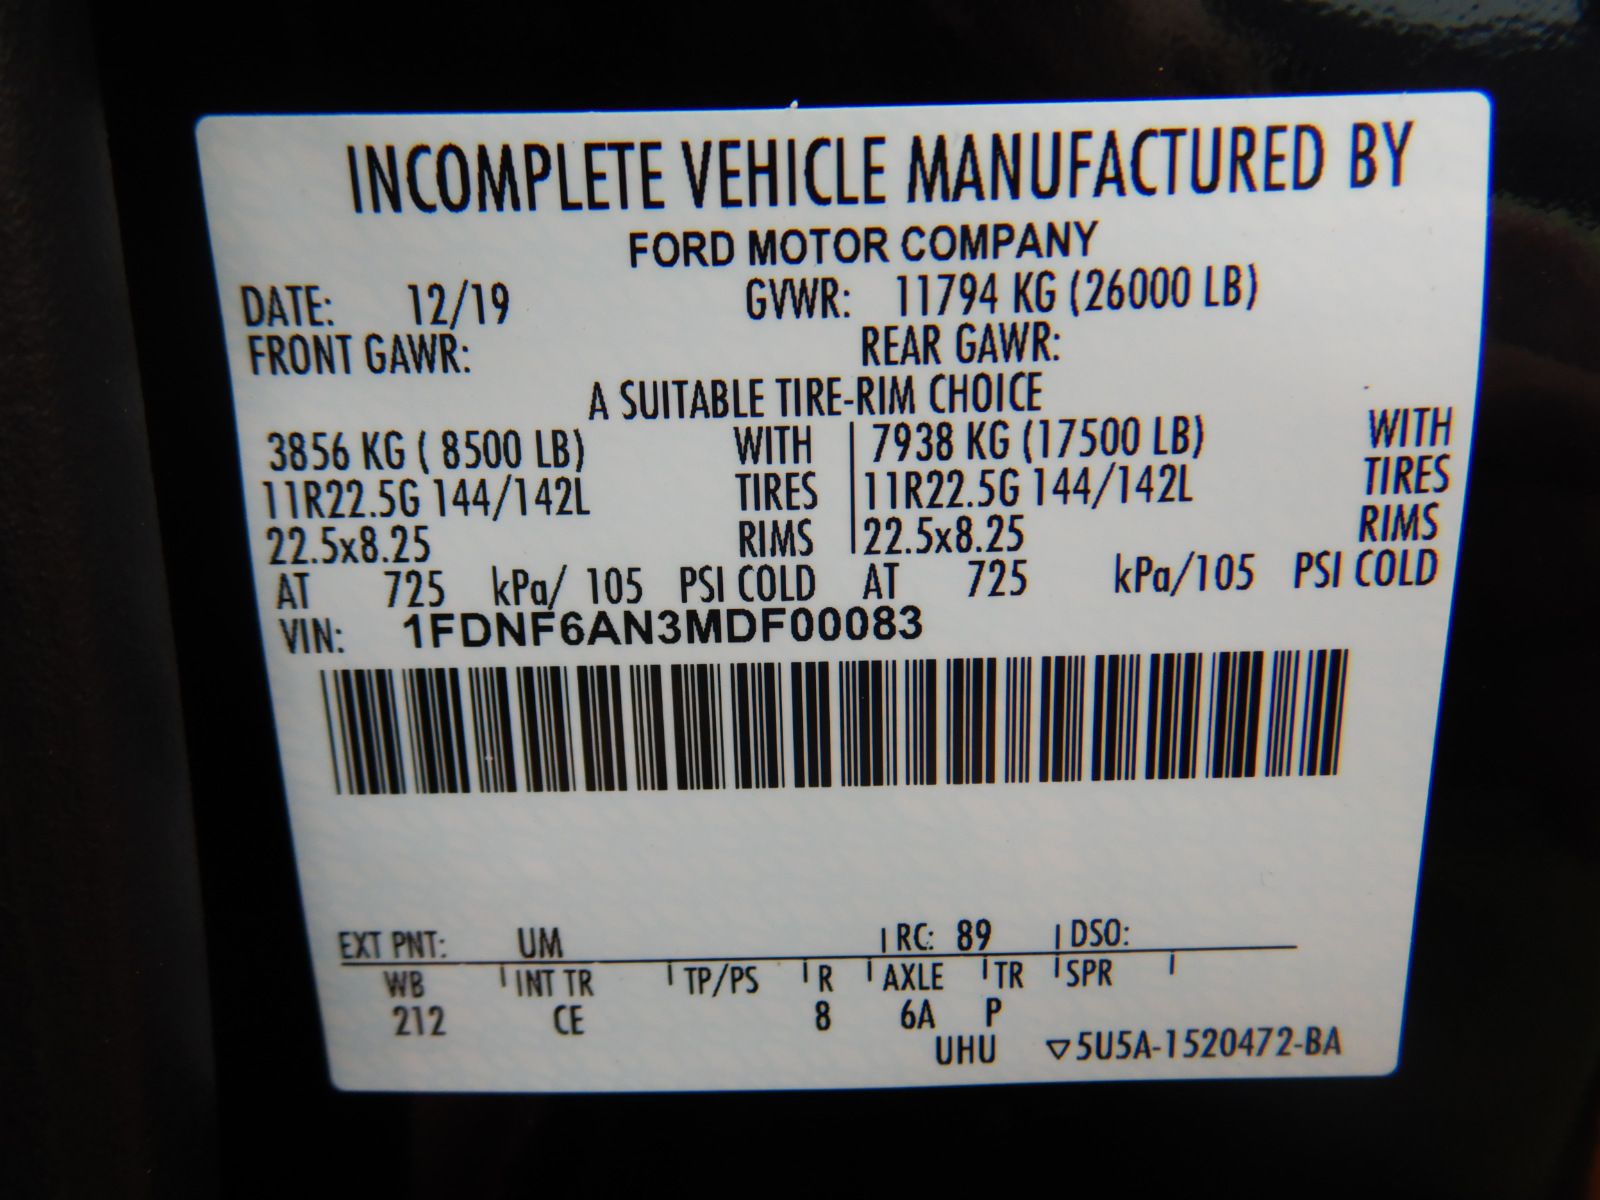 INCOMPLETE VEHICLE MANUFACTURED BY
FORD MOTOR COMPANY
DATE: 12/19 GVWR: 11794 KG (26000 LB)
FRONT GAWR: REAR GAWR:
A SUITABLE TIRE-RIM CHOICE
3856 KG ( 8500 LB) WITH 7938 KG (17500 LB) WITH
11R22.5G 144/142L TIRES 11R22.5G 144/142L TIRES
22.5x8.25 RIMS 22.5x8.25 RIMS
AT 725 kPa/ 105 PSI COLD AT 725 kPa/105 PSI COLD
VIN: 1FDNF6AN3MDF00083
EXT PNT: UM RC: 89 DSO:
WB INT TR TP/PS R AXLE TR SPR
212 CE 8 6A P
UHU ▽5U5A-1520472-BA